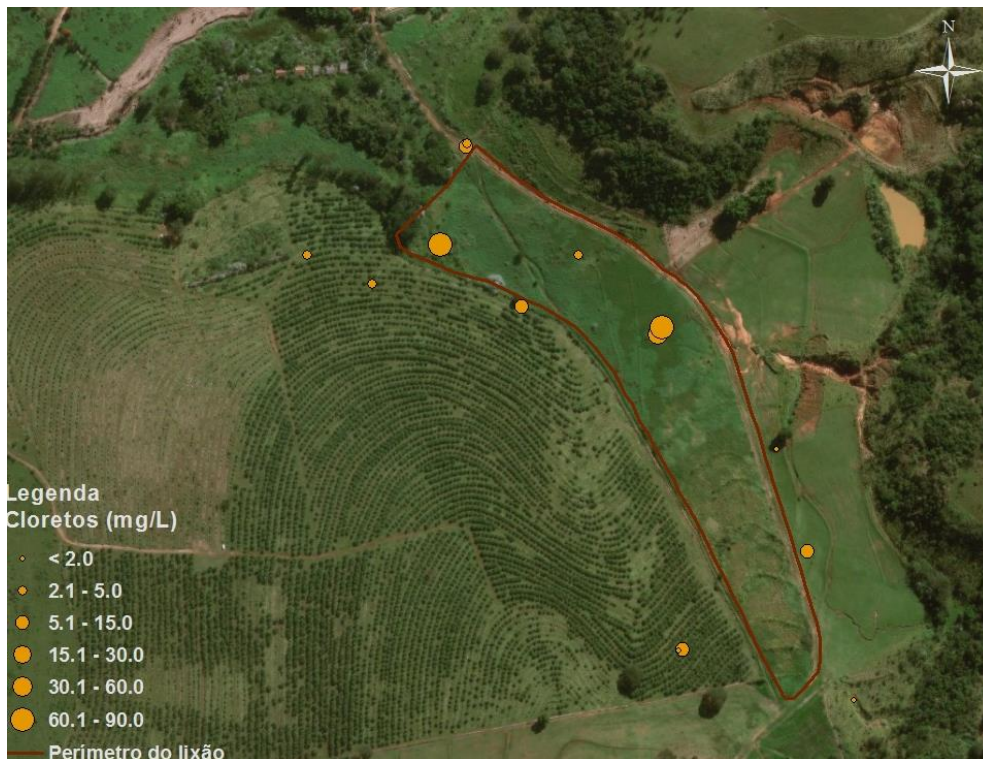 N
Legenda
Cloretos (mg/L)
< 2.0
2.1 - 5.0
5.1 - 15.0
15.1 - 30.0
30.1 - 60.0
60.1 - 90.0
Perímetro do lixão